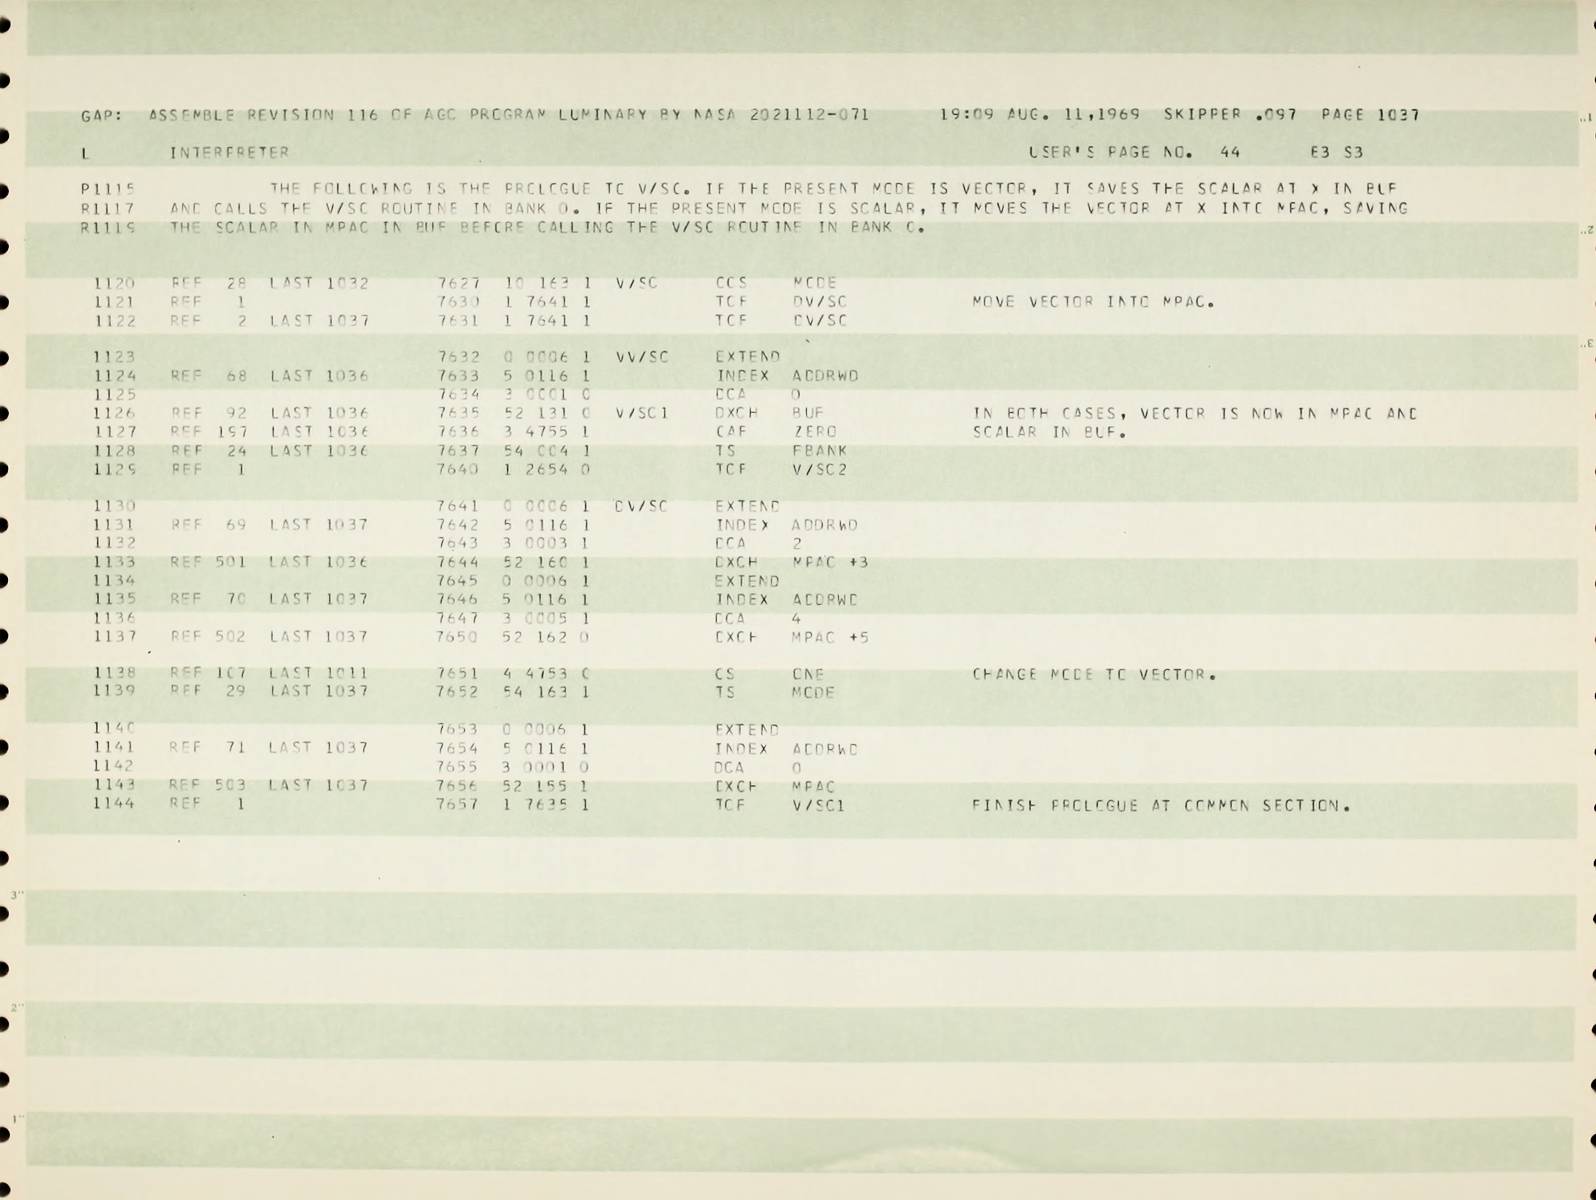 GAP: ASSEMBLE REVISION 116 OF AGC PROGRAM LUMINARY BY NASA 2021112-071 19:09 AUG. 11,1969 SKIPPER .097 PAGE 1037
L INTERPRETER USER'S PAGE NO. 44 E3 S3
P1115 THE FOLLOWING IS THE PROLOGUE TO V/SC. IF THE PRESENT MODE IS VECTOR, IT SAVES THE SCALAR AT X IN BUF
R1117 AND CALLS THE V/SC ROUTINE IN BANK 0. IF THE PRESENT MODE IS SCALAR, IT MOVES THE VECTOR AT X INTO MPAC, SAVING
R1119 THE SCALAR IN MPAC IN BUF BEFORE CALLING THE V/SC ROUTINE IN BANK 0.
1120 REF 28 LAST 1032 7627 10 163 1 V/SC CCS MODE
1121 REF 1 7630 1 7641 1 TCF DV/SC MOVE VECTOR INTO MPAC.
1122 REF 2 LAST 1037 7631 1 7641 1 TCF DV/SC
1123 7632 0 0006 1 VV/SC EXTEND
1124 REF 68 LAST 1036 7633 5 0116 1 INDEX ADDRWD
1125 7634 3 0001 0 DCA 0
1126 REF 92 LAST 1036 7635 52 131 0 V/SC1 DXCH BUF IN BOTH CASES, VECTOR IS NOW IN MPAC AND
1127 REF 197 LAST 1036 7636 3 4755 1 CAF ZERO SCALAR IN BUF.
1128 REF 24 LAST 1036 7637 54 004 1 TS FBANK
1129 REF 1 7640 1 2654 0 TCF V/SC2
1130 7641 0 0006 1 DV/SC EXTEND
1131 REF 69 LAST 1037 7642 5 0116 1 INDEX ADDRWD
1132 7643 3 0003 1 DCA 2
1133 REF 501 LAST 1036 7644 52 160 1 DXCH MPAC +3
1134 7645 0 0006 1 EXTEND
1135 REF 70 LAST 1037 7646 5 0116 1 INDEX ADDRWD
1136 7647 3 0005 1 DCA 4
1137 REF 502 LAST 1037 7650 52 162 0 DXCH MPAC +5
1138 REF 107 LAST 1011 7651 4 4753 0 CS ONE CHANGE MODE TO VECTOR.
1139 REF 29 LAST 1037 7652 54 163 1 TS MODE
1140 7653 0 0006 1 EXTEND
1141 REF 71 LAST 1037 7654 5 0116 1 INDEX ADDRWD
1142 7655 3 0001 0 DCA 0
1143 REF 503 LAST 1037 7656 52 155 1 DXCH MPAC
1144 REF 1 7657 1 7635 1 TCF V/SC1 FINISH PROLOGUE AT COMMON SECTION.
3"
2"
1"